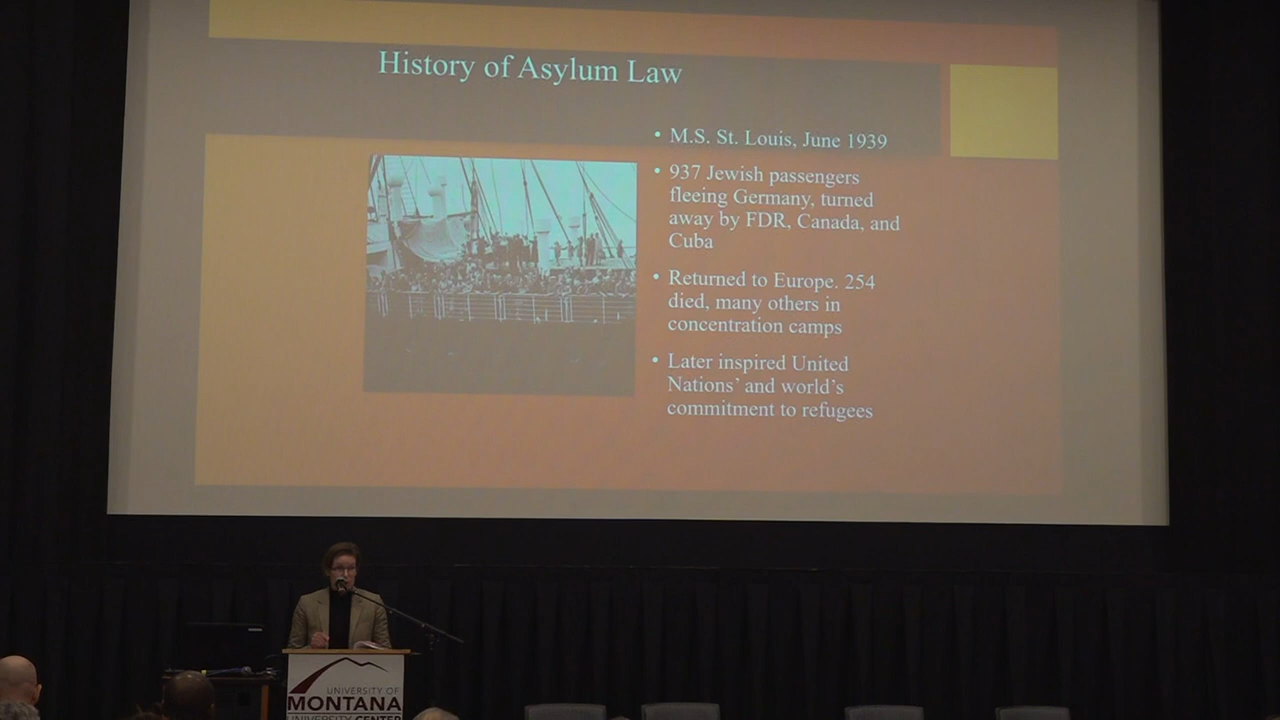 History of Asylum Law
• M.S. St. Louis, June 1939
• 937 Jewish passengers
fleeing Germany, turned
away by FDR, Canada, and
Cuba
• Returned to Europe. 254
died, many others in
concentration camps
• Later inspired United
Nations’ and world’s
commitment to refugees
UNIVERSITY OF
MONTANA
UNIVERSITY CENTER